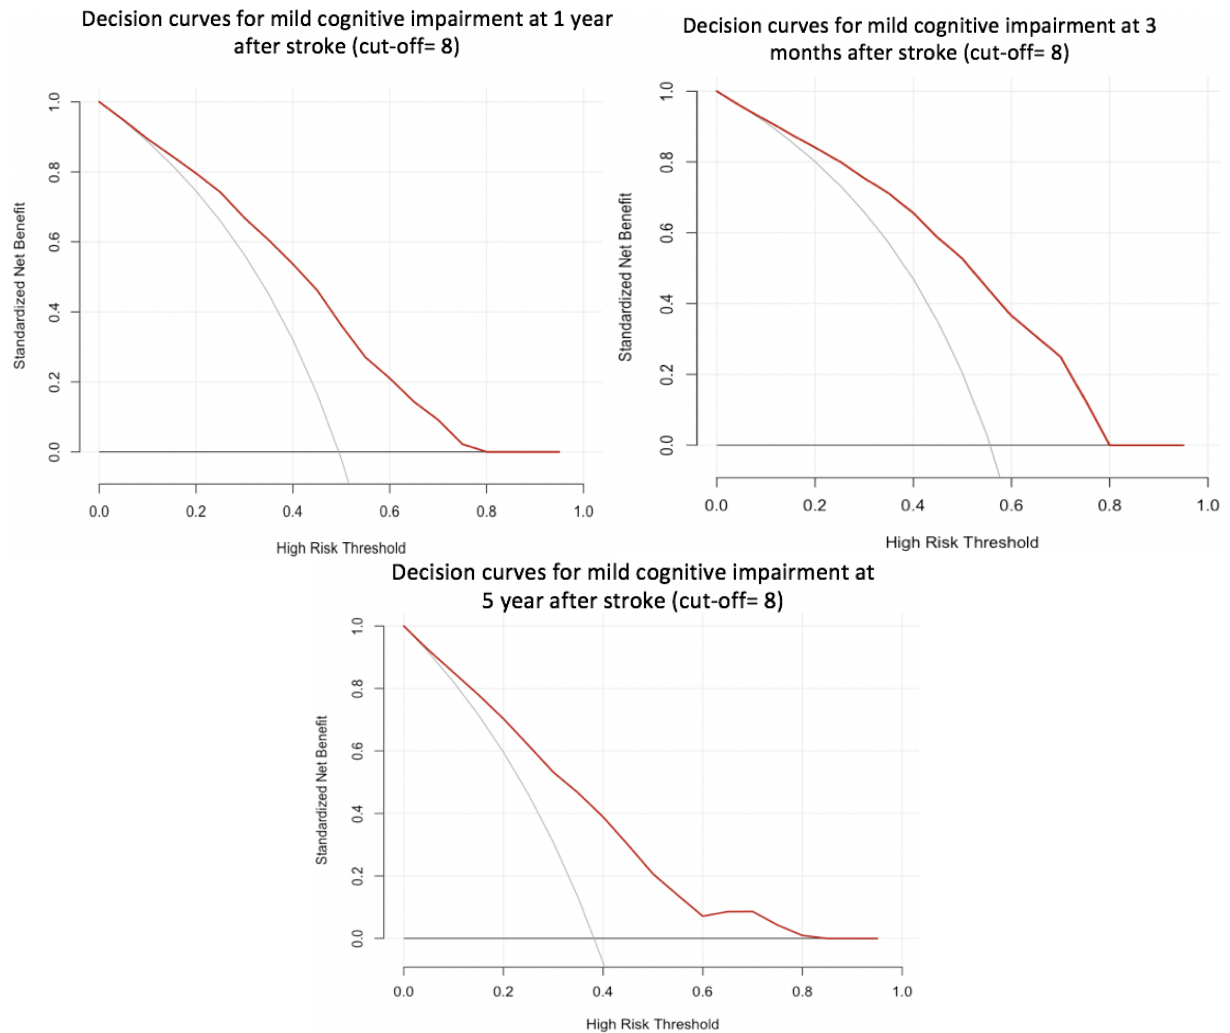 Decision curves for mild cognitive impairment at 1 year
after stroke (cut-off= 8)
Standardized Net Benefit
1.0
0.8
0.6
0.4
0.2
0.0
0.0 0.2 0.4 0.6 0.8 1.0
High Risk Threshold
Decision curves for mild cognitive impairment at 3
months after stroke (cut-off= 8)
Standardized Net Benefit
1.0
0.8
0.6
0.4
0.2
0.0
0.0 0.2 0.4 0.6 0.8 1.0
High Risk Threshold
Decision curves for mild cognitive impairment at
5 year after stroke (cut-off= 8)
Standardized Net Benefit
1.0
0.8
0.6
0.4
0.2
0.0
0.0 0.2 0.4 0.6 0.8 1.0
High Risk Threshold